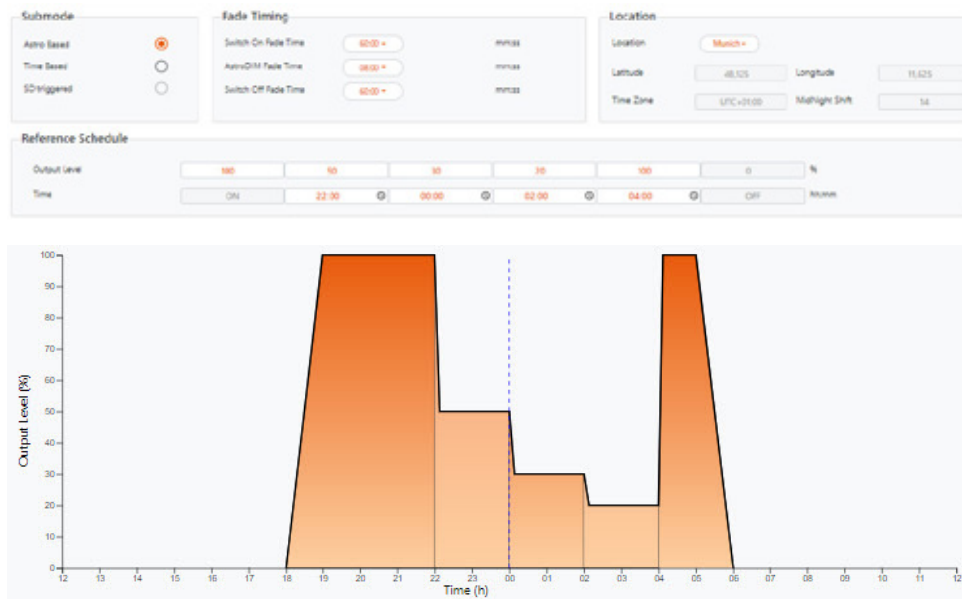 Submode
Astro Based
Time Based
SD triggered
Fade Timing
Switch On Fade Time 60:00 mm:ss
AstroDIM Fade Time 08:00 mm:ss
Switch Off Fade Time 60:00 mm:ss
Location
Location Munich
Latitude 48,125 Longitude 11,625
Time Zone UTC+01:00 Midnight Shift 14
Reference Schedule
Output Level 100 50 30 20 100 0 %
Time ON 22:00 00:00 02:00 04:00 OFF hh:mm
Output Level (%)
100
90
80
70
60
50
40
30
20
10
0
12 13 14 15 16 17 18 19 20 21 22 23 00 01 02 03 04 05 06 07 08 09 10 11 12
Time (h)